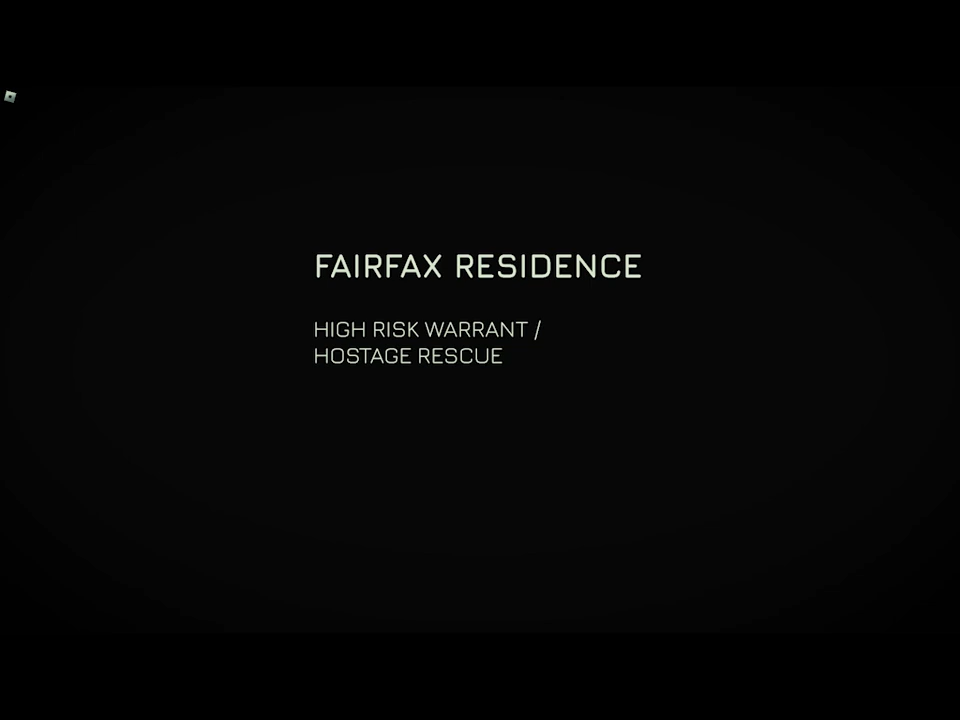 FAIRFAX RESIDENCE
HIGH RISK WARRANT /
HOSTAGE RESCUE